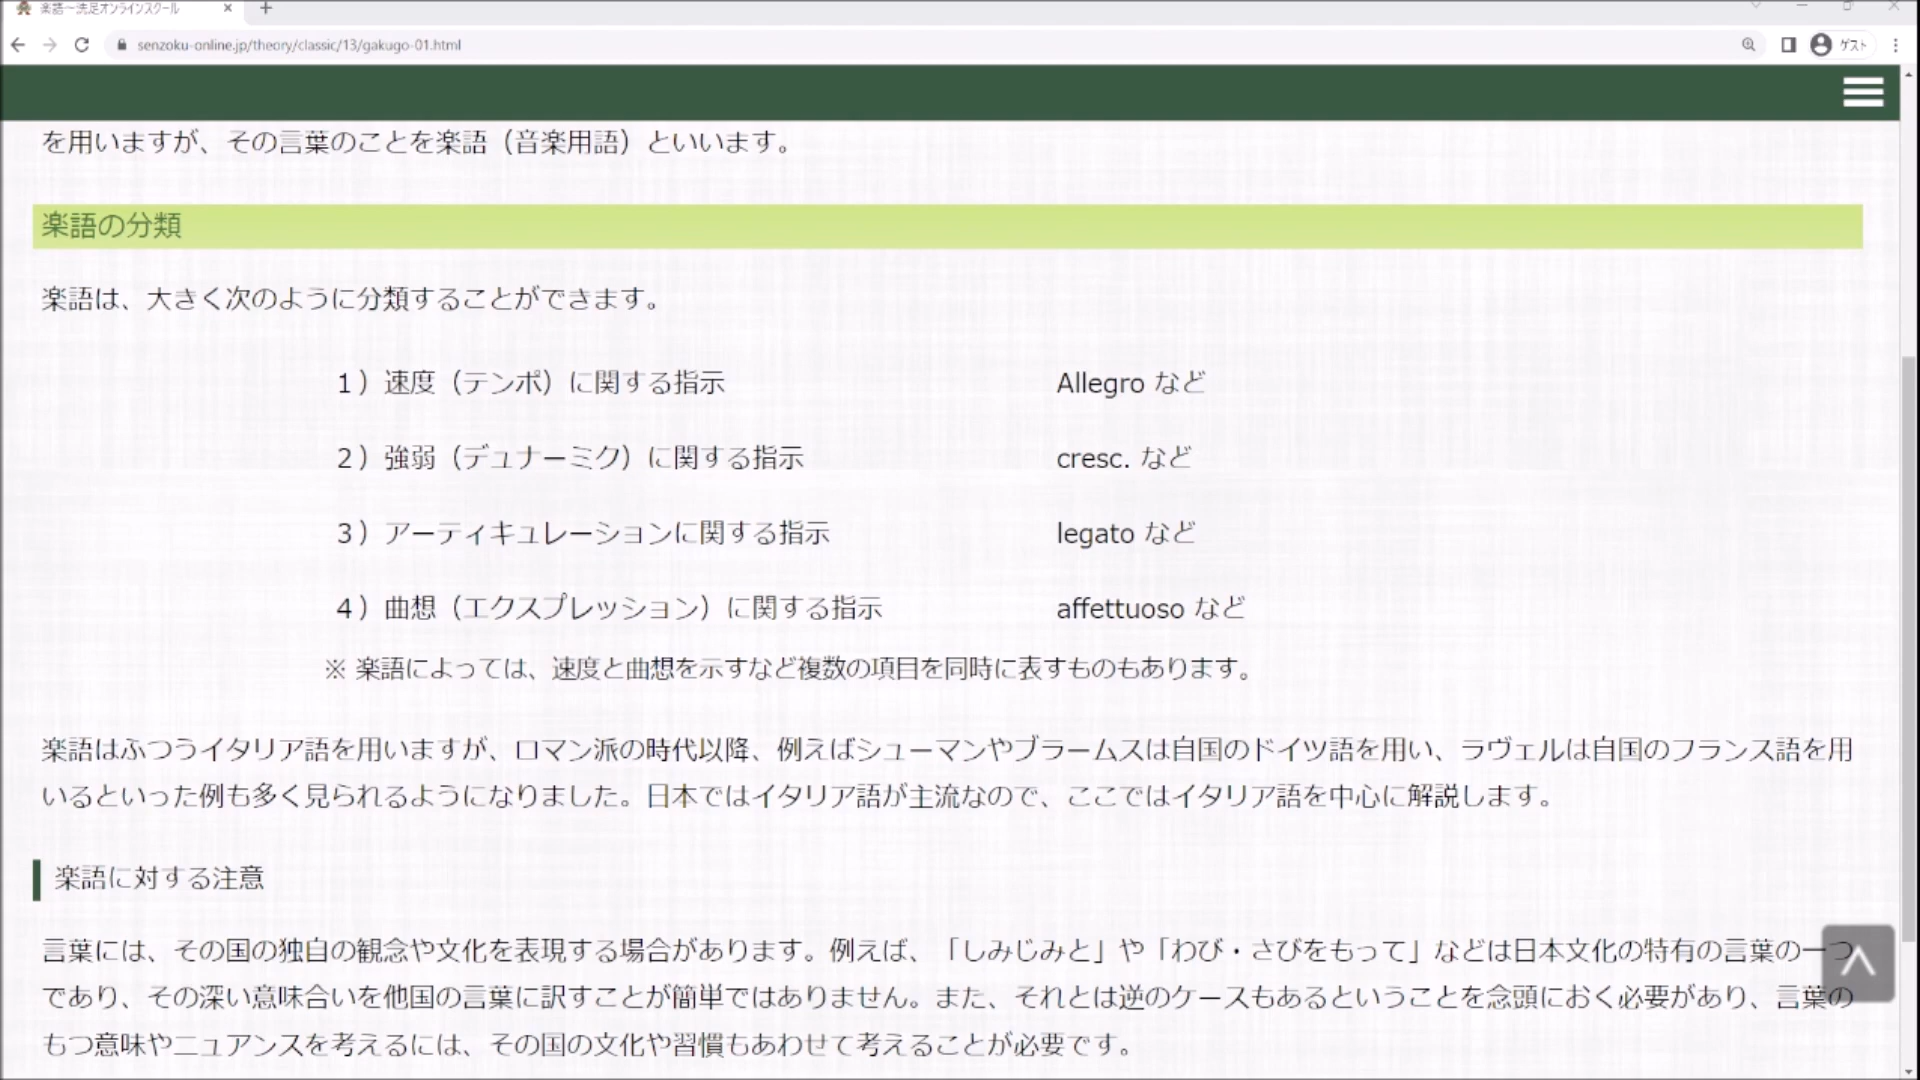 楽語～洗足オンラインスクール
senzoku-online.jp/theory/classic/13/gakugo-01.html
ゲスト
を用いますが、その言葉のことを楽語（音楽用語）といいます。
楽語の分類
楽語は、大きく次のように分類することができます。
1）速度（テンポ）に関する指示 Allegro など
2）強弱（デュナーミク）に関する指示 cresc. など
3）アーティキュレーションに関する指示 legato など
4）曲想（エクスプレッション）に関する指示 affettuoso など
※ 楽語によっては、速度と曲想を示すなど複数の項目を同時に表すものもあります。
楽語はふつうイタリア語を用いますが、ロマン派の時代以降、例えばシューマンやブラームスは自国のドイツ語を用い、ラヴェルは自国のフランス語を用
いるといった例も多く見られるようになりました。日本ではイタリア語が主流なので、ここではイタリア語を中心に解説します。
楽語に対する注意
言葉には、その国の独自の観念や文化を表現する場合があります。例えば、「しみじみと」や「わび・さびをもって」などは日本文化の特有の言葉の一つ
であり、その深い意味合いを他国の言葉に訳すことが簡単ではありません。また、それとは逆のケースもあるということを念頭におく必要があり、言葉の
もつ意味やニュアンスを考えるには、その国の文化や習慣もあわせて考えることが必要です。